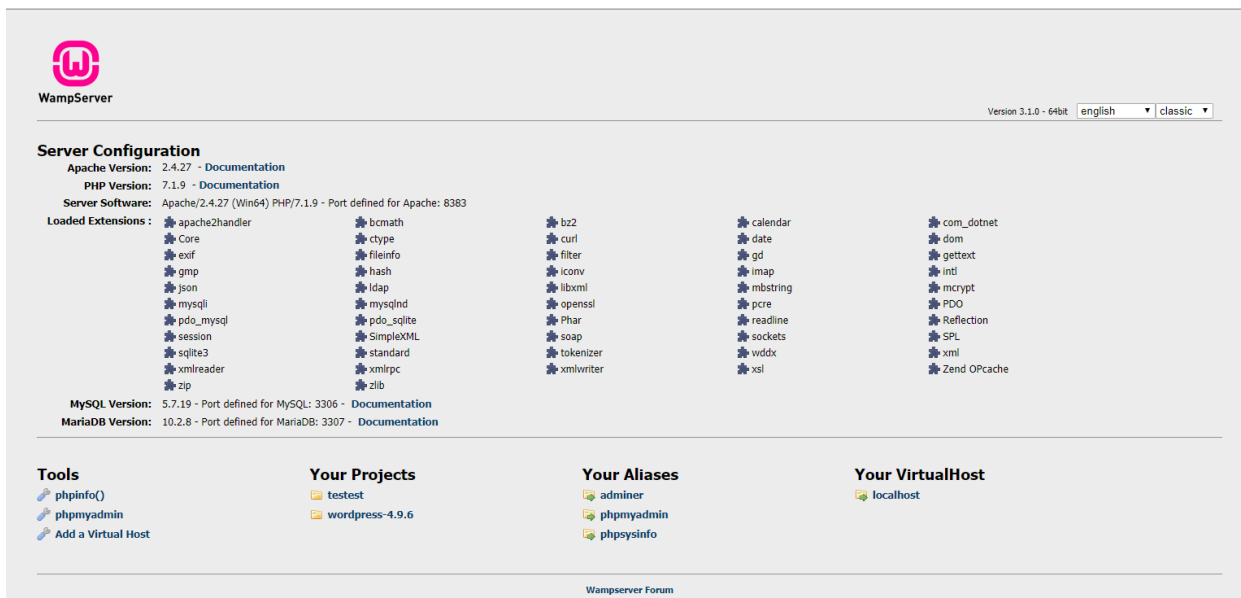 WampServer
Version 3.1.0 - 64bit english classic
Server Configuration
Apache Version: 2.4.27 - Documentation
PHP Version: 7.1.9 - Documentation
Server Software: Apache/2.4.27 (Win64) PHP/7.1.9 - Port defined for Apache: 8383
Loaded Extensions : apache2handler bcmath bz2 calendar com_dotnet
Core ctype curl date dom
exif fileinfo filter gd gettext
gmp hash iconv imap intl
json ldap libxml mbstring mcrypt
mysqli mysqlnd openssl pcre PDO
pdo_mysql pdo_sqlite Phar readline Reflection
session SimpleXML soap sockets SPL
sqlite3 standard tokenizer wddx xml
xmlreader xmlrpc xmlwriter xsl Zend OPcache
zip zlib
MySQL Version: 5.7.19 - Port defined for MySQL: 3306 - Documentation
MariaDB Version: 10.2.8 - Port defined for MariaDB: 3307 - Documentation
Tools Your Projects Your Aliases Your VirtualHost
phpinfo() testest adminer localhost
phpmyadmin wordpress-4.9.6 phpmyadmin
Add a Virtual Host phpsysinfo
Wampserver Forum